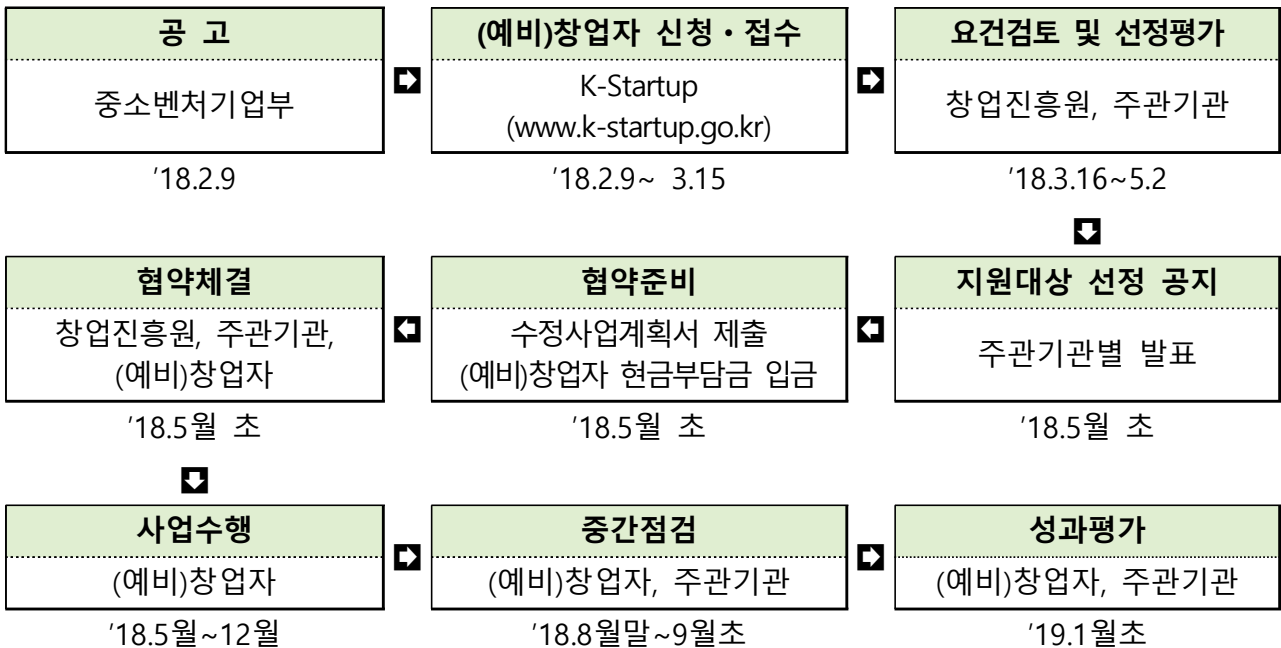 공 고
중소벤처기업부
'18.2.9
(예비)창업자 신청・접수
K-Startup
(www.k-startup.go.kr)
'18.2.9~ 3.15
요건검토 및 선정평가
창업진흥원, 주관기관
'18.3.16~5.2
지원대상 선정 공지
주관기관별 발표
'18.5월 초
협약준비
수정사업계획서 제출
(예비)창업자 현금부담금 입금
'18.5월 초
협약체결
창업진흥원, 주관기관,
(예비)창업자
'18.5월 초
사업수행
(예비)창업자
'18.5월~12월
중간점검
(예비)창업자, 주관기관
'18.8월말~9월초
성과평가
(예비)창업자, 주관기관
'19.1월초